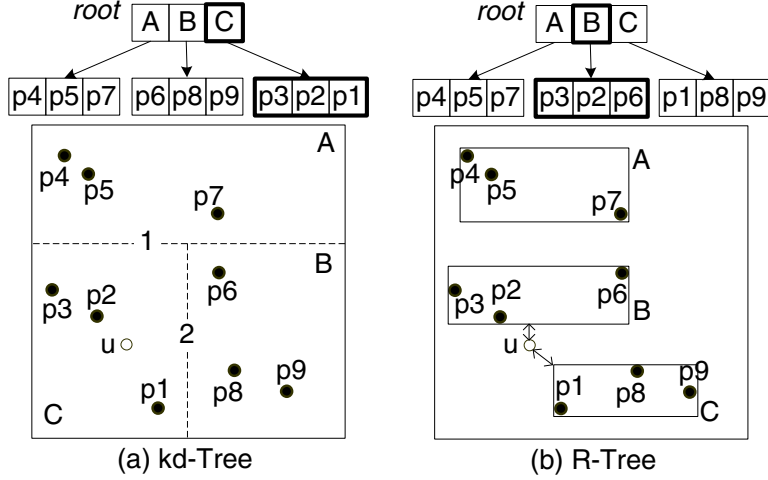 root A B C
p4 p5 p7 p6 p8 p9 p3 p2 p1
A
p4
p5
p7
1
B
p3
p2
p6
u
2
p1
p8
p9
C
(a) kd-Tree
root A B C
p4 p5 p7 p3 p2 p6 p1 p8 p9
A
p4
p5
p7
p3
p2
p6
B
u
p1
p8
p9
C
(b) R-Tree